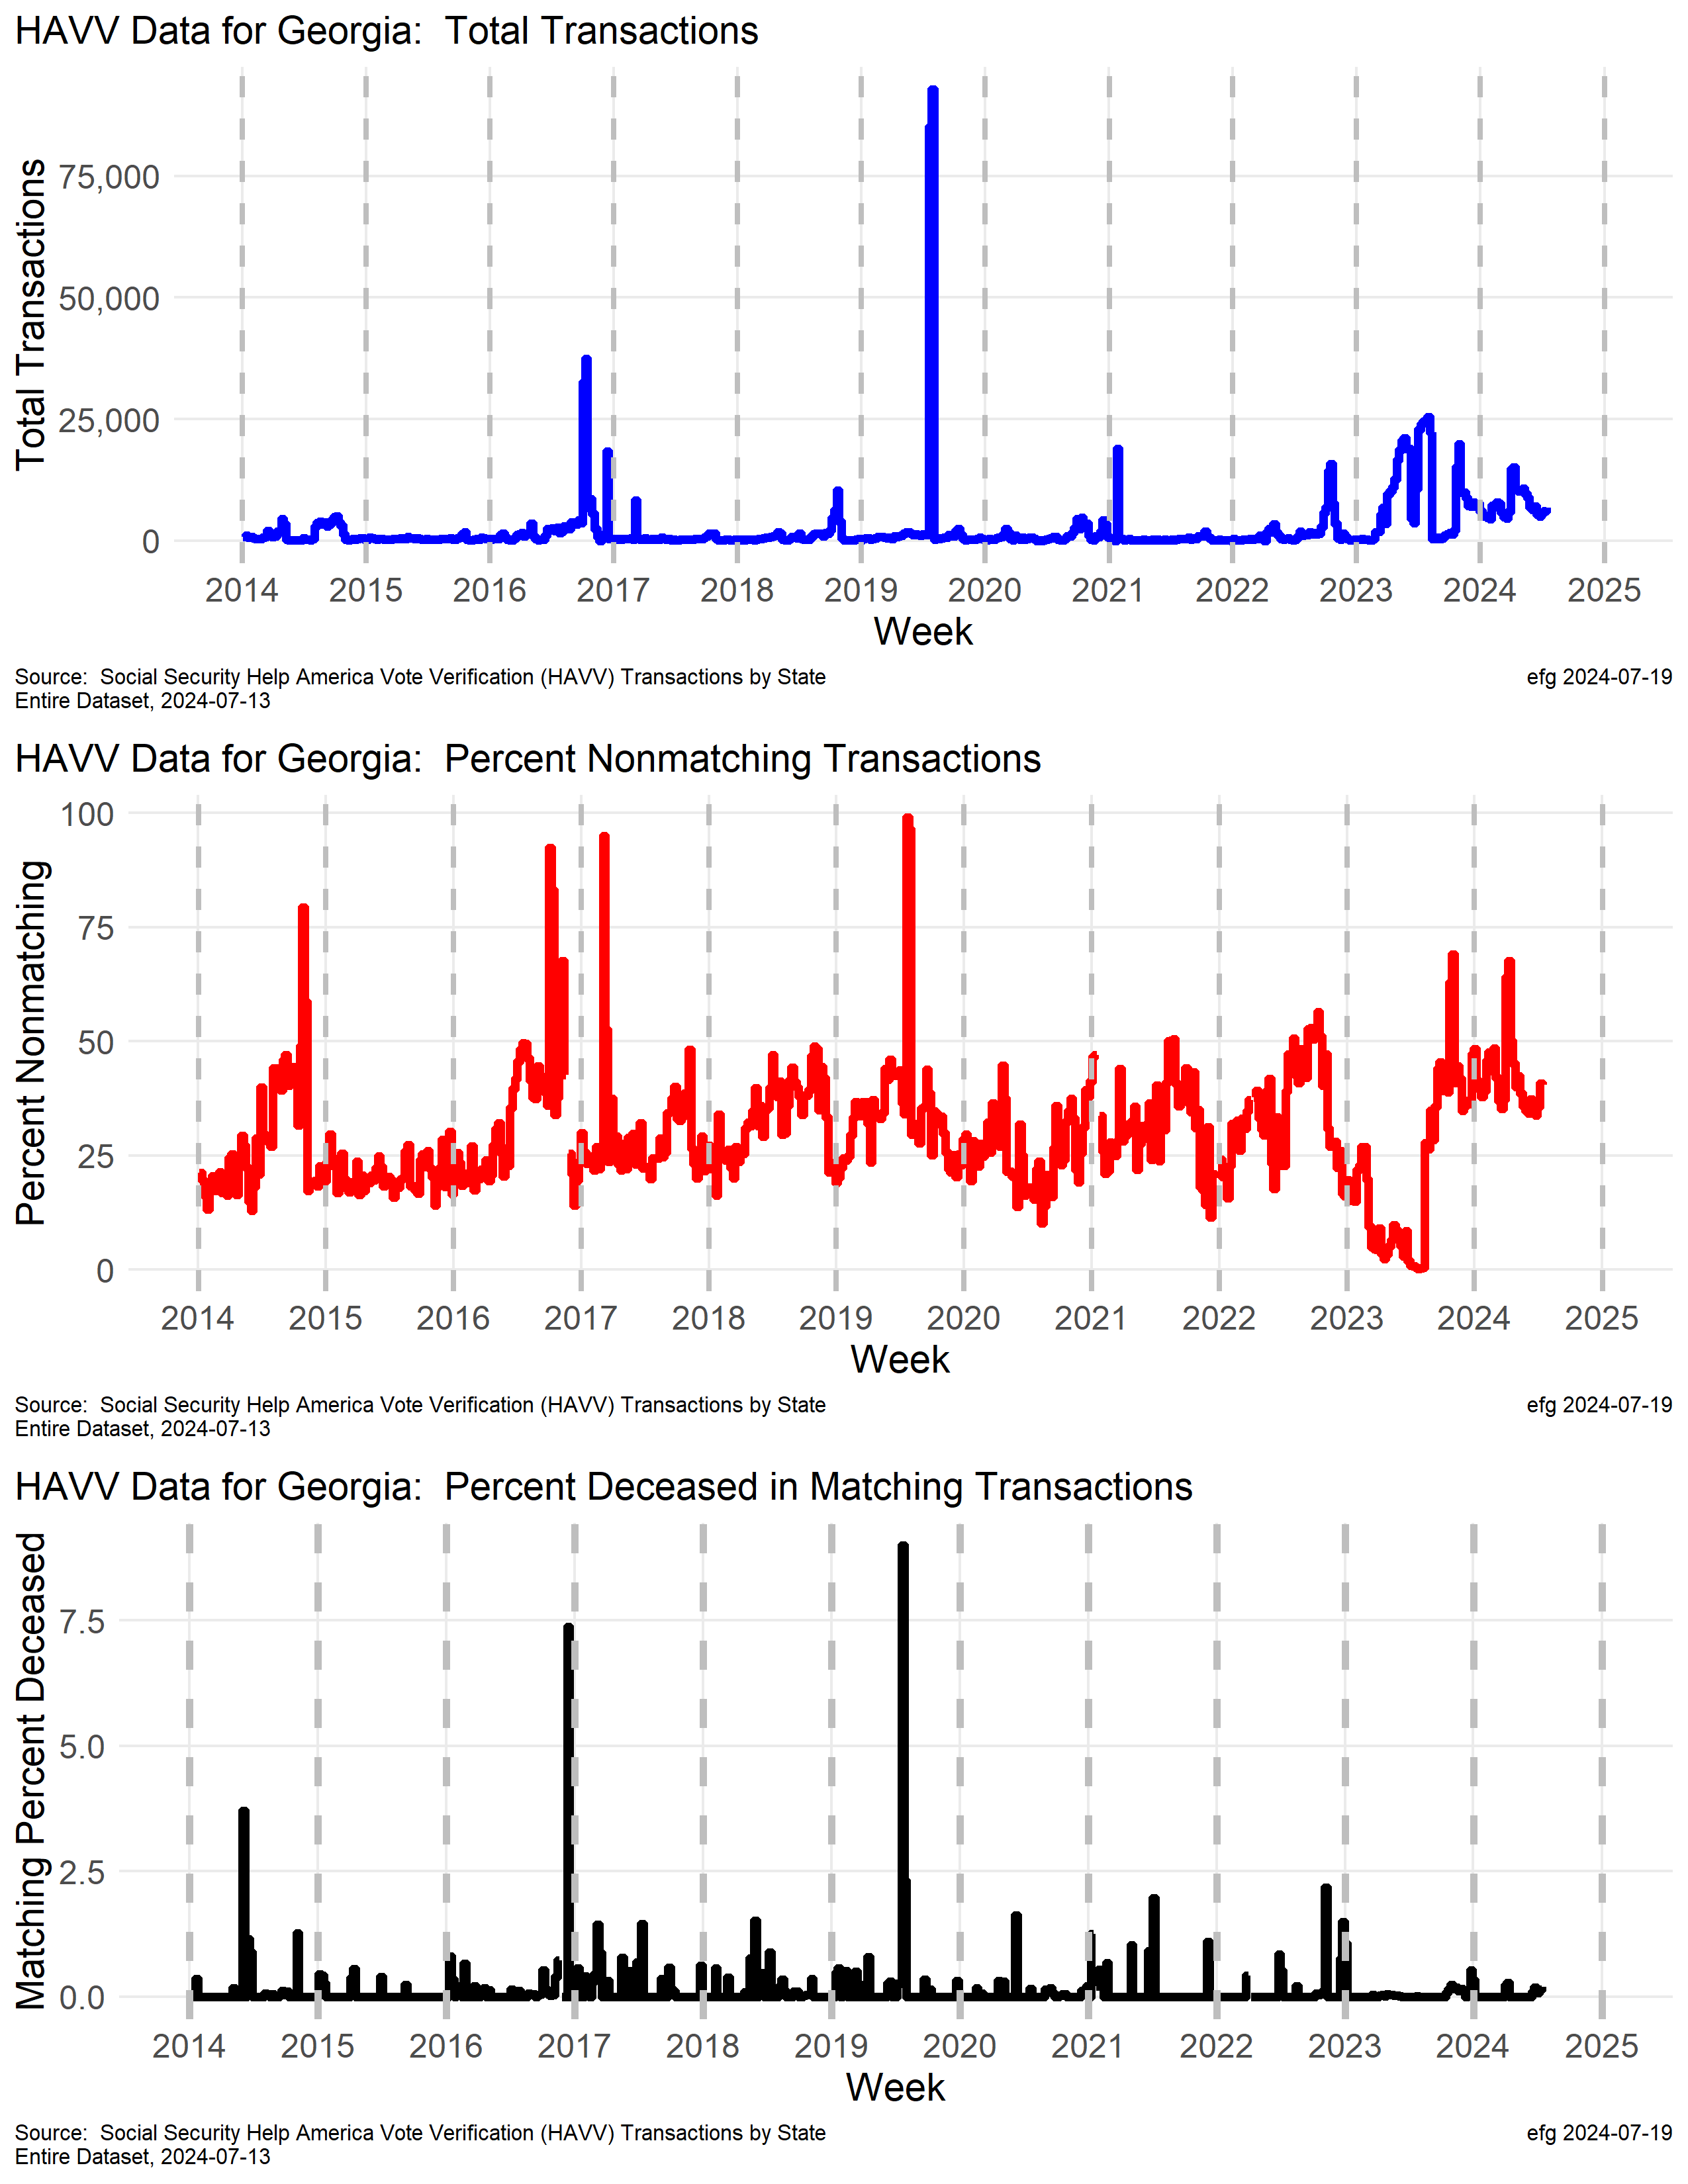 HAVV Data for Georgia:  Total Transactions
Total Transactions
75,000
50,000
25,000
0
2014 2015 2016 2017 2018 2019 2020 2021 2022 2023 2024 2025
Week
Source:  Social Security Help America Vote Verification (HAVV) Transactions by State
Entire Dataset, 2024-07-13
efg 2024-07-19
HAVV Data for Georgia:  Percent Nonmatching Transactions
Percent Nonmatching
100
75
50
25
0
2014 2015 2016 2017 2018 2019 2020 2021 2022 2023 2024 2025
Week
Source:  Social Security Help America Vote Verification (HAVV) Transactions by State
Entire Dataset, 2024-07-13
efg 2024-07-19
HAVV Data for Georgia:  Percent Deceased in Matching Transactions
Matching Percent Deceased
7.5
5.0
2.5
0.0
2014 2015 2016 2017 2018 2019 2020 2021 2022 2023 2024 2025
Week
Source:  Social Security Help America Vote Verification (HAVV) Transactions by State
Entire Dataset, 2024-07-13
efg 2024-07-19